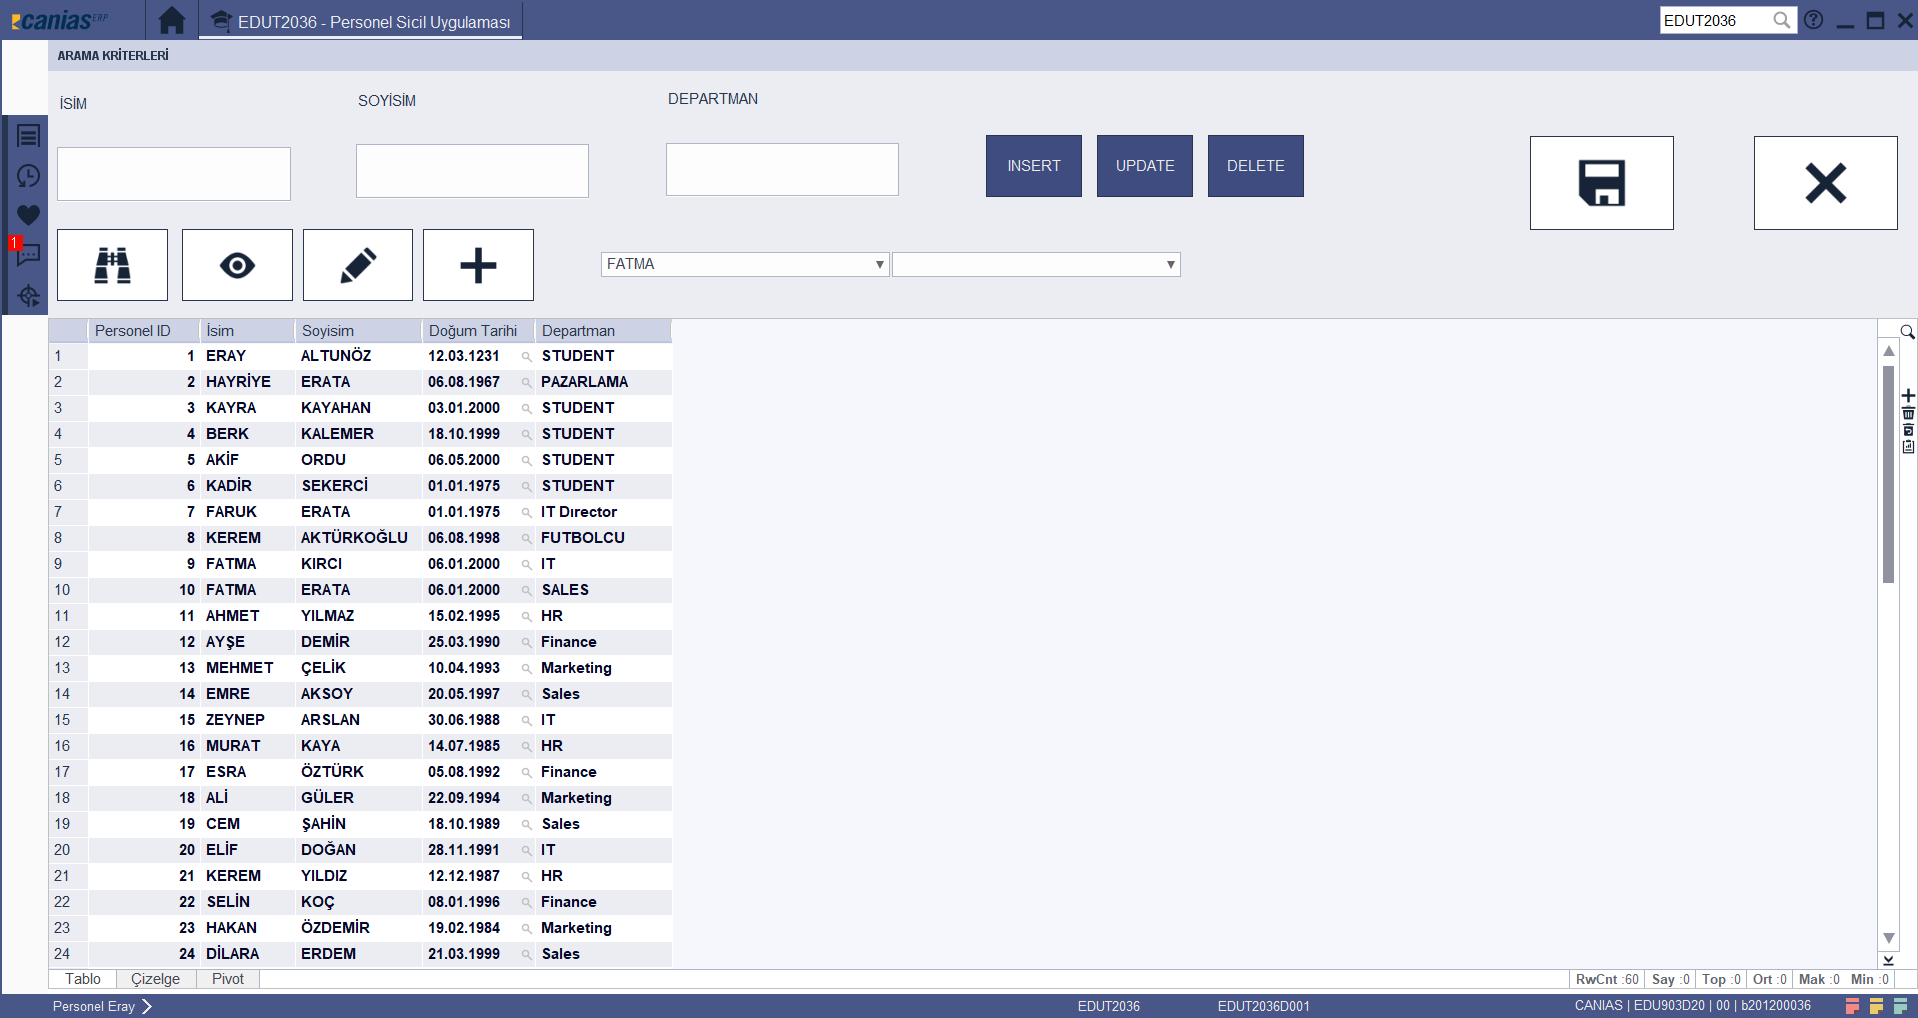 caniasERP
EDUT2036 - Personel Sicil Uygulaması
EDUT2036
ARAMA KRİTERLERİ
İSİM
SOYİSİM
DEPARTMAN
INSERT
UPDATE
DELETE
1
FATMA
Personel ID İsim Soyisim Doğum Tarihi Departman
1 1 ERAY ALTUNÖZ 12.03.1231 STUDENT
2 2 HAYRİYE ERATA 06.08.1967 PAZARLAMA
3 3 KAYRA KAYAHAN 03.01.2000 STUDENT
4 4 BERK KALEMER 18.10.1999 STUDENT
5 5 AKİF ORDU 06.05.2000 STUDENT
6 6 KADİR SEKERCİ 01.01.1975 STUDENT
7 7 FARUK ERATA 01.01.1975 IT Dırector
8 8 KEREM AKTÜRKOĞLU 06.08.1998 FUTBOLCU
9 9 FATMA KIRCI 06.01.2000 IT
10 10 FATMA ERATA 06.01.2000 SALES
11 11 AHMET YILMAZ 15.02.1995 HR
12 12 AYŞE DEMİR 25.03.1990 Finance
13 13 MEHMET ÇELİK 10.04.1993 Marketing
14 14 EMRE AKSOY 20.05.1997 Sales
15 15 ZEYNEP ARSLAN 30.06.1988 IT
16 16 MURAT KAYA 14.07.1985 HR
17 17 ESRA ÖZTÜRK 05.08.1992 Finance
18 18 ALİ GÜLER 22.09.1994 Marketing
19 19 CEM ŞAHİN 18.10.1989 Sales
20 20 ELİF DOĞAN 28.11.1991 IT
21 21 KEREM YILDIZ 12.12.1987 HR
22 22 SELİN KOÇ 08.01.1996 Finance
23 23 HAKAN ÖZDEMİR 19.02.1984 Marketing
24 24 DİLARA ERDEM 21.03.1999 Sales
Tablo Çizelge Pivot
RwCnt :60 Say :0 Top :0 Ort :0 Mak :0 Min :0
Personel Eray
EDUT2036
EDUT2036D001
CANIAS | EDU903D20 | 00 | b201200036